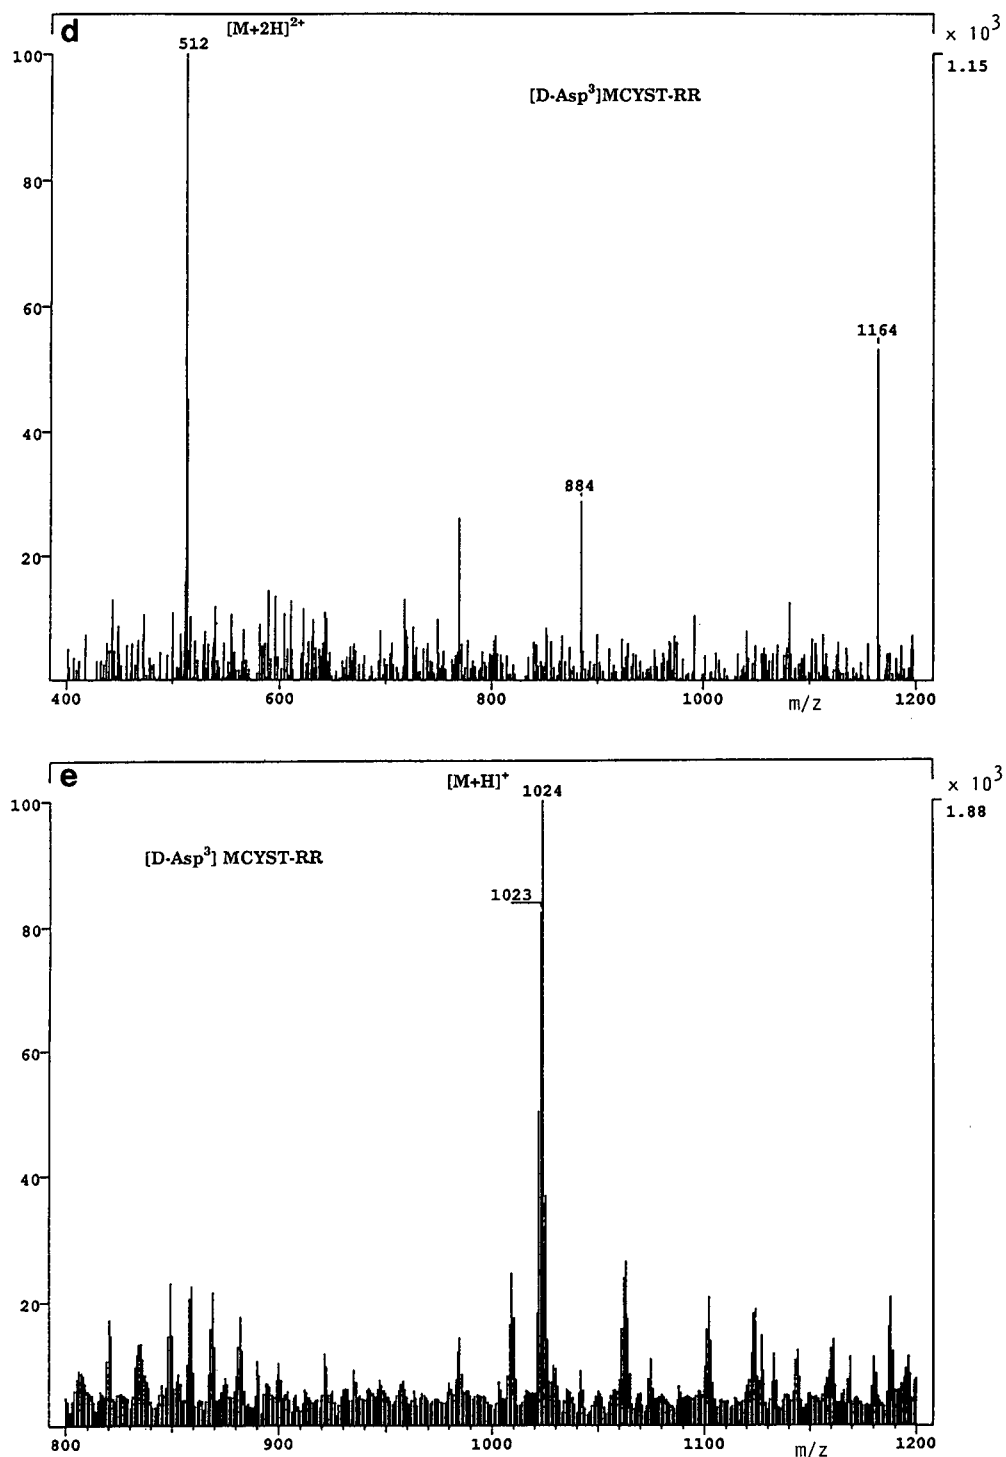 d
[M+2H]²⁺
512
× 10³
1.15
100
[D-Asp³]MCYST-RR
80
60
1164
40
884
20
400 600 800 1000 m/z 1200
e
[M+H]⁺
1024
× 10³
1.88
100
[D-Asp³] MCYST-RR
1023
80
60
40
20
800 900 1000 1100 m/z 1200